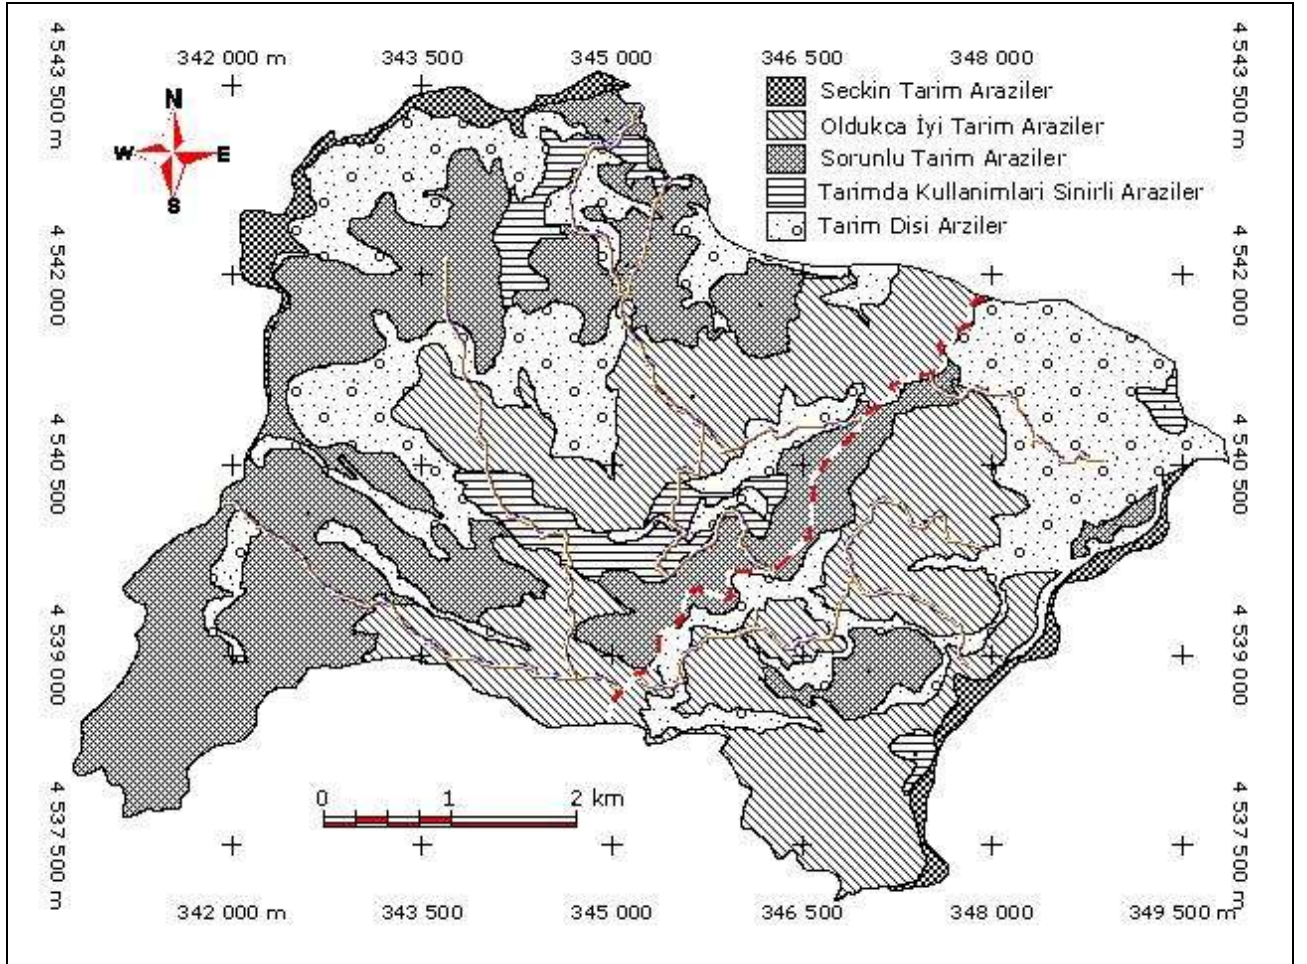 342 000 m 343 500 345 000 346 500 348 000
4 543 500 m
4 542 000
4 540 500
4 539 000
4 537 500 m
N
W E
S
Seckin Tarim Araziler
Oldukca İyi Tarim Araziler
Sorunlu Tarim Araziler
Tarimda Kullanimlari Sinirli Araziler
Tarim Disi Arziler
4 543 500 m
4 542 000
4 540 500
4 539 000
4 537 500 m
0 1 2 km
342 000 m 343 500 345 000 346 500 348 000 349 500 m